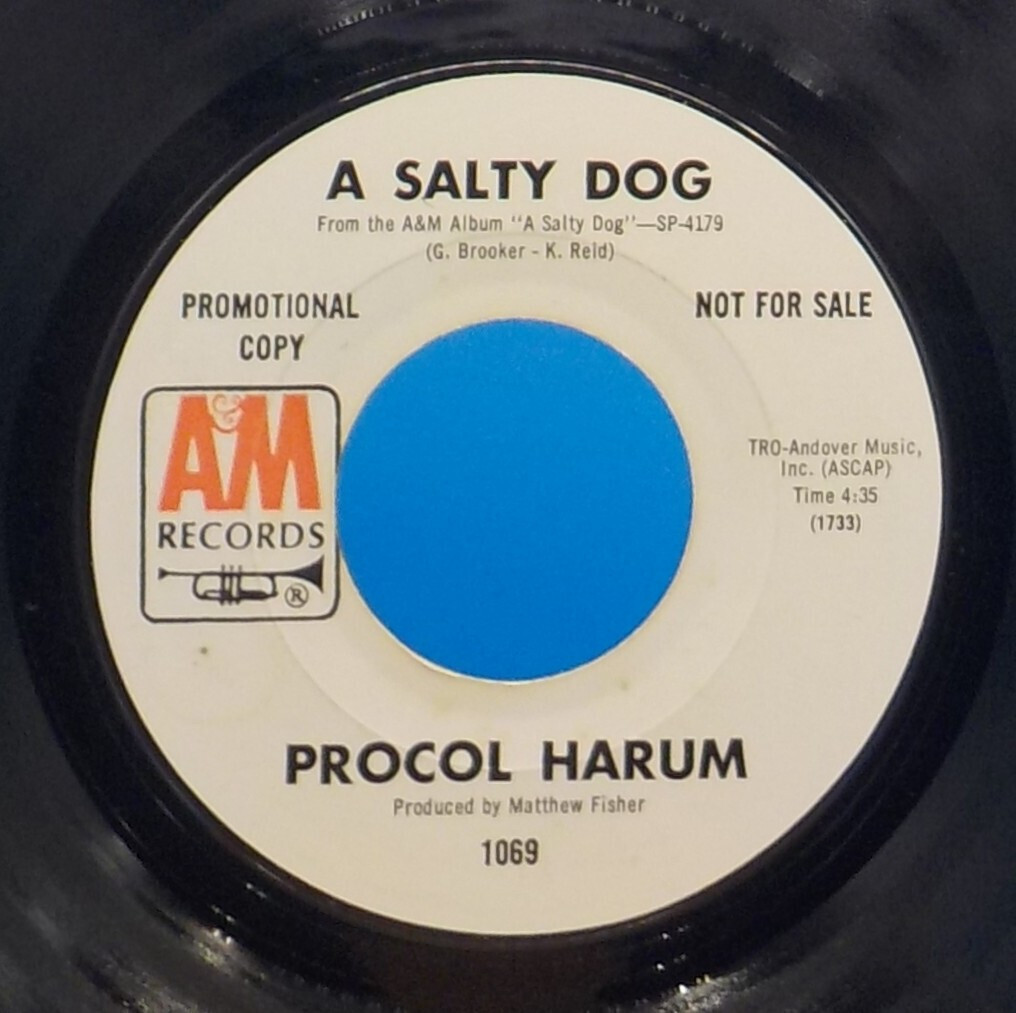 A SALTY DOG
From the A&M Album "A Salty Dog"—SP-4179
(G. Brooker - K. Reid)
PROMOTIONAL
COPY
NOT FOR SALE
A&M
RECORDS
®
TRO-Andover Music,
Inc. (ASCAP)
Time 4:35
(1733)
PROCOL HARUM
Produced by Matthew Fisher
1069